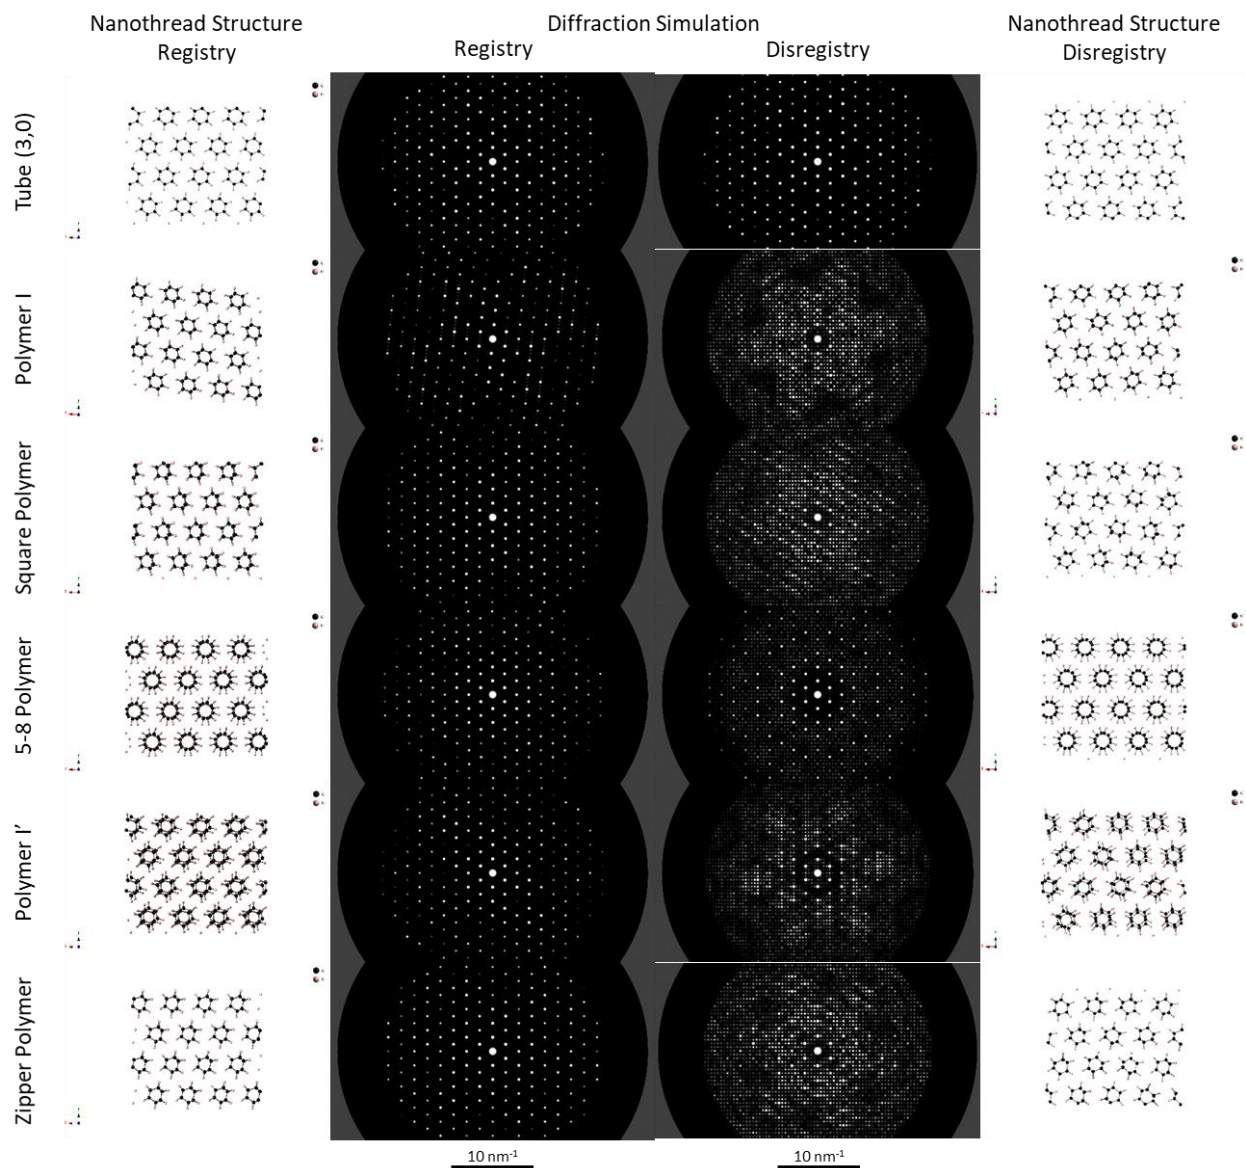 Nanothread Structure
Registry
Diffraction Simulation
Registry
Disregistry
Nanothread Structure
Disregistry
Tube (3,0)
Polymer I
Square Polymer
5-8 Polymer
Polymer I’
Zipper Polymer
10 nm-1
10 nm-1